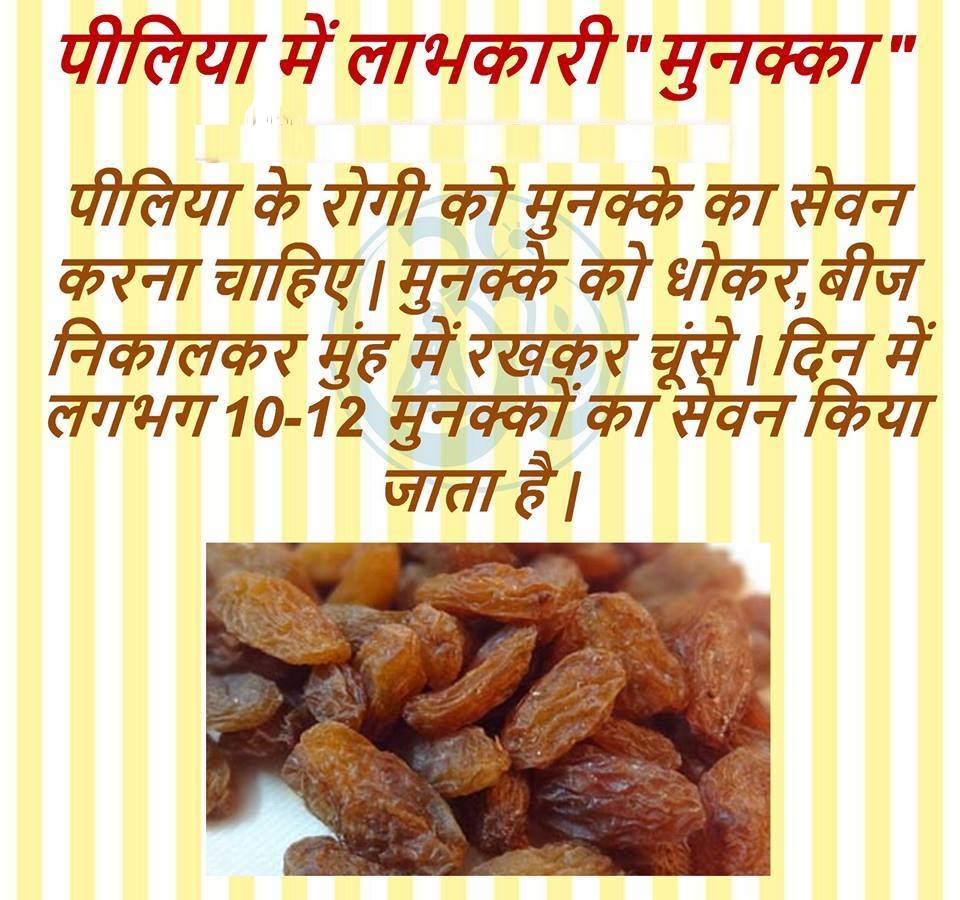 पीलिया में लाभकारी "मुनक्का"
पीलिया के रोगी को मुनक्के का सेवन
करना चाहिए। मुनक्के को धोकर,बीज
निकालकर मुंह में रखकर चूंसे। दिन में
लगभग 10-12 मुनक्कों का सेवन किया
जाता है।